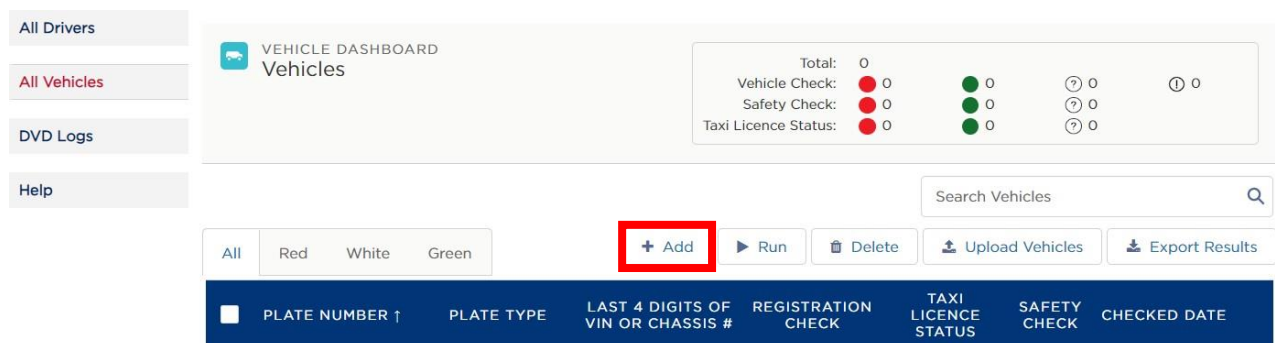 All Drivers
All Vehicles
DVD Logs
Help
VEHICLE DASHBOARD
Vehicles
Total: 0
Vehicle Check: 0 0 ? 0 ! 0
Safety Check: 0 0 ? 0
Taxi Licence Status: 0 0 ? 0
Search Vehicles
All Red White Green
+ Add Run Delete Upload Vehicles Export Results
PLATE NUMBER ↑ PLATE TYPE LAST 4 DIGITS OF VIN OR CHASSIS # REGISTRATION CHECK TAXI LICENCE STATUS SAFETY CHECK CHECKED DATE